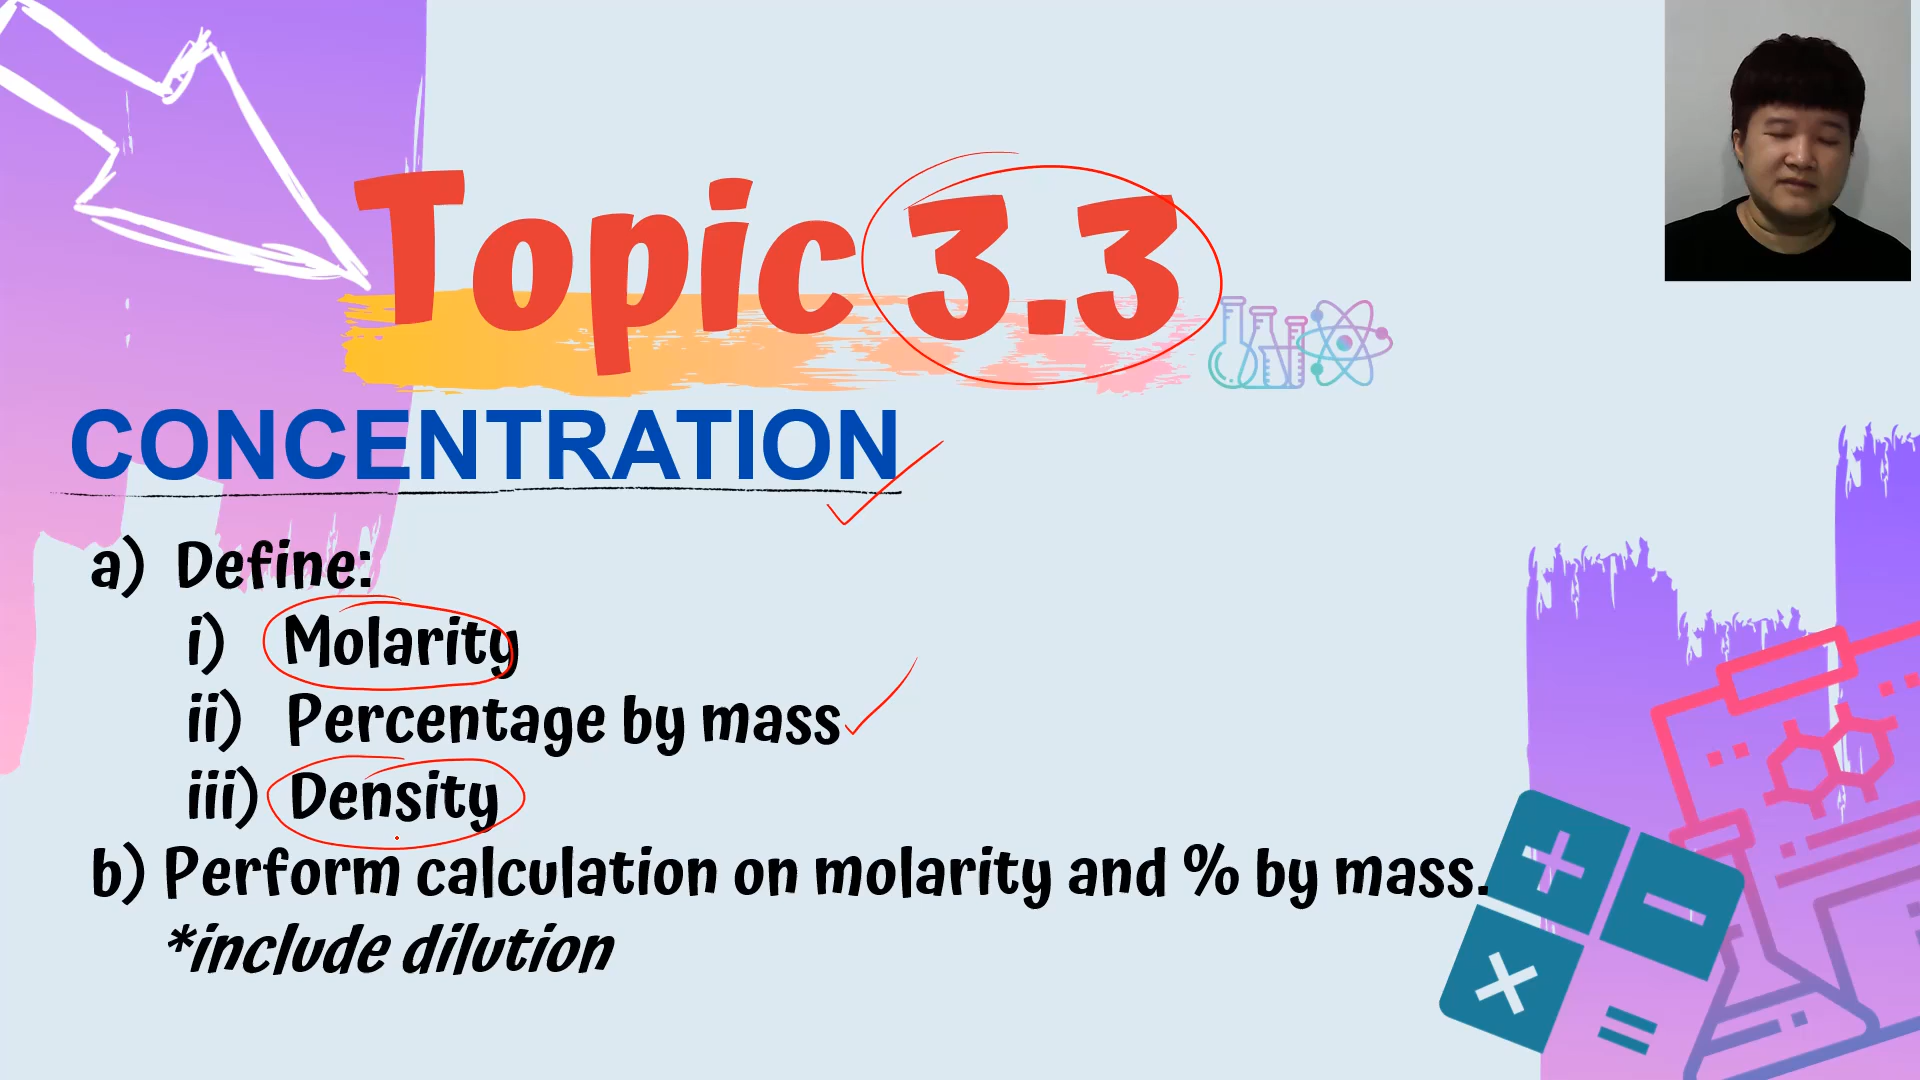 Topic 3.3
CONCENTRATION
a) Define:
i) Molarity
ii) Percentage by mass
iii) Density
b) Perform calculation on molarity and % by mass.
*include dilution